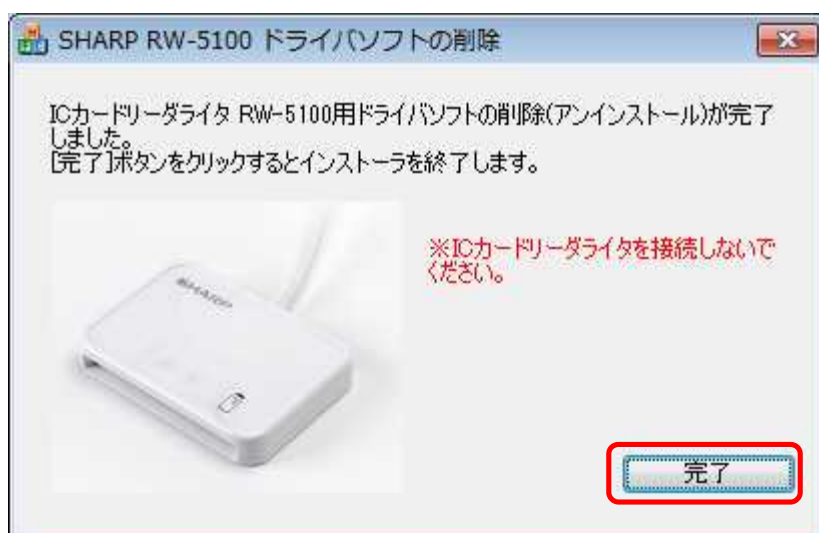 SHARP RW-5100 ドライバソフトの削除
ICカードリーダライタ RW-5100用ドライバソフトの削除(アンインストール)が完了
しました。
[完了]ボタンをクリックするとインストーラを終了します。
※ICカードリーダライタを接続しないで
ください。
SHARP
完了